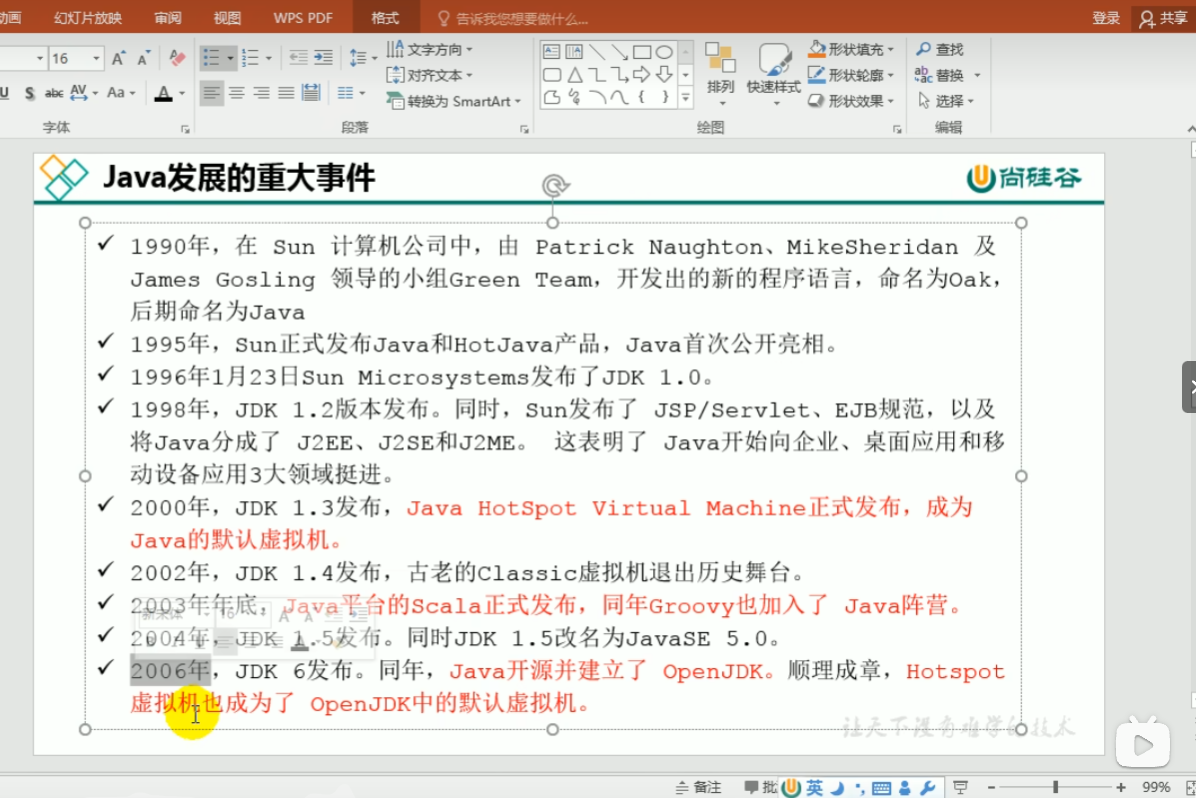 动画 幻灯片放映 审阅 视图 WPS PDF 格式 告诉我您想要做什么... 登录 共享
16 文字方向 形状填充 查找
对齐文本 形状轮廓 替换
转换为 SmartArt 排列 快速样式 形状效果 选择
字体 段落 绘图 编辑
Java发展的重大事件
尚硅谷
1990年，在 Sun 计算机公司中，由 Patrick Naughton、MikeSheridan 及
James Gosling 领导的小组Green Team，开发出的新的程序语言，命名为Oak，
后期命名为Java
1995年，Sun正式发布Java和HotJava产品，Java首次公开亮相。
1996年1月23日Sun Microsystems发布了JDK 1.0。
1998年，JDK 1.2版本发布。同时，Sun发布了 JSP/Servlet、EJB规范，以及
将Java分成了 J2EE、J2SE和J2ME。 这表明了 Java开始向企业、桌面应用和移
动设备应用3大领域挺进。
2000年，JDK 1.3发布，Java HotSpot Virtual Machine正式发布，成为
Java的默认虚拟机。
2002年，JDK 1.4发布，古老的Classic虚拟机退出历史舞台。
2003年年底，Java平台的Scala正式发布，同年Groovy也加入了 Java阵营。
2004年，JDK 1.5发布。同时JDK 1.5改名为JavaSE 5.0。
2006年，JDK 6发布。同年，Java开源并建立了 OpenJDK。顺理成章，Hotspot
虚拟机也成为了 OpenJDK中的默认虚拟机。
让天下没有难学的技术
备注 批 英 99%